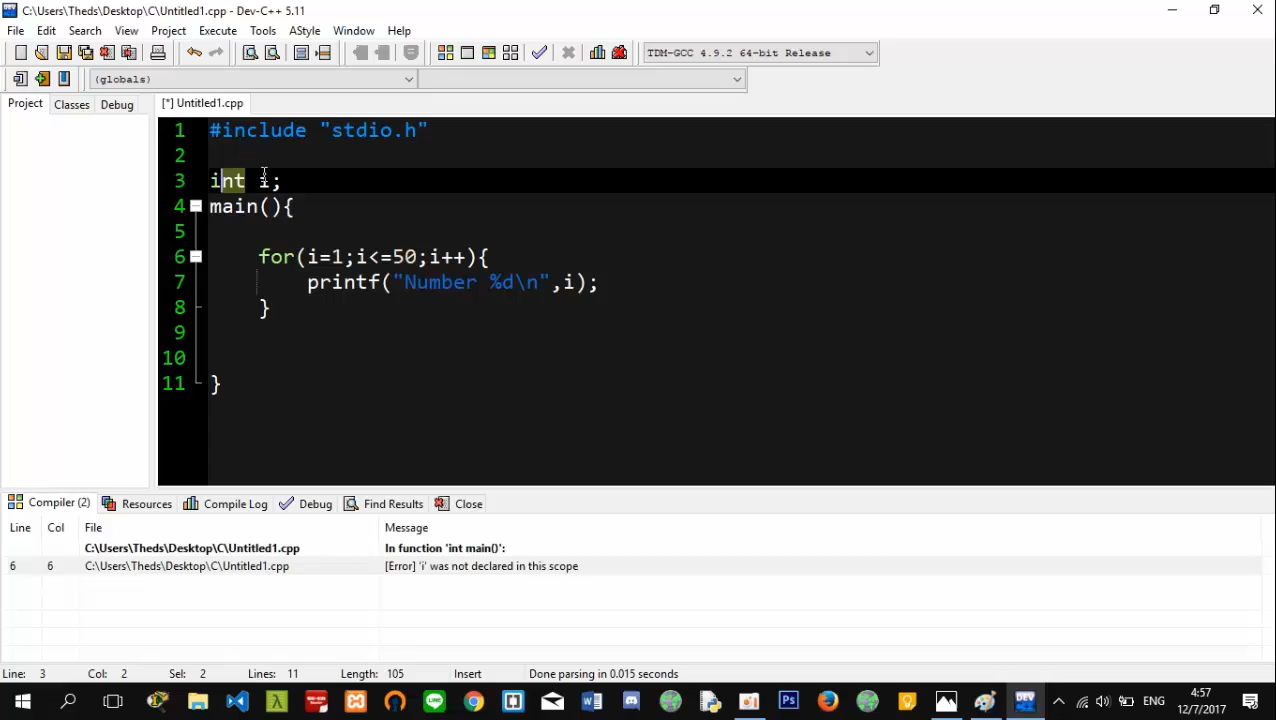 C:\Users\Theds\Desktop\C\Untitled1.cpp - Dev-C++ 5.11
File Edit Search View Project Execute Tools AStyle Window Help
TDM-GCC 4.9.2 64-bit Release
(globals)
Project Classes Debug [*] Untitled1.cpp
1 #include "stdio.h"
2
3 int i;
4 main(){
5
6 for(i=1;i<=50;i++){
7 printf("Number %d\n",i);
8 }
9
10
11 }
Compiler (2) Resources Compile Log Debug Find Results Close
Line Col File Message
C:\Users\Theds\Desktop\C\Untitled1.cpp In function 'int main()':
6 6 C:\Users\Theds\Desktop\C\Untitled1.cpp [Error] 'i' was not declared in this scope
Line: 3 Col: 2 Sel: 2 Lines: 11 Length: 105 Insert Done parsing in 0.015 seconds
LINE Ps DEV ENG 4:57
12/7/2017